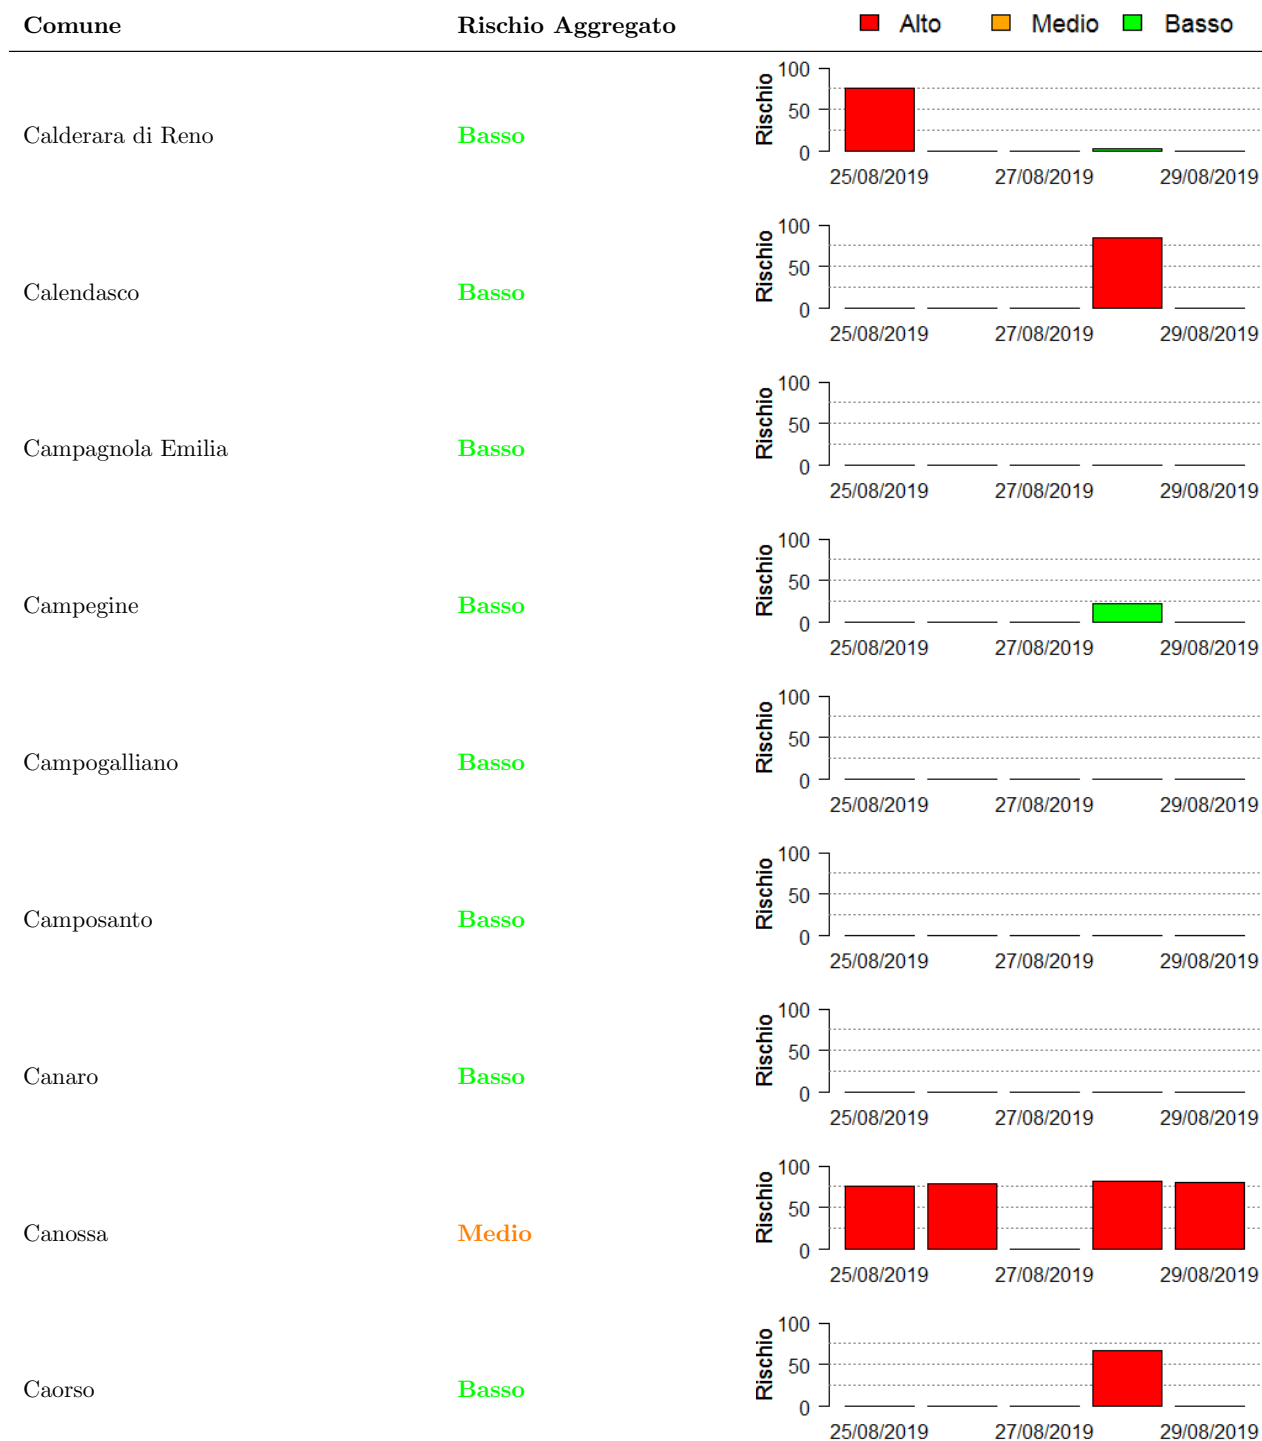 Comune Rischio Aggregato Alto Medio Basso
Calderara di Reno Basso Rischio 100 50 0
25/08/2019 27/08/2019 29/08/2019
Calendasco Basso Rischio 100 50 0
25/08/2019 27/08/2019 29/08/2019
Campagnola Emilia Basso Rischio 100 50 0
25/08/2019 27/08/2019 29/08/2019
Campegine Basso Rischio 100 50 0
25/08/2019 27/08/2019 29/08/2019
Campogalliano Basso Rischio 100 50 0
25/08/2019 27/08/2019 29/08/2019
Camposanto Basso Rischio 100 50 0
25/08/2019 27/08/2019 29/08/2019
Canaro Basso Rischio 100 50 0
25/08/2019 27/08/2019 29/08/2019
Canossa Medio Rischio 100 50 0
25/08/2019 27/08/2019 29/08/2019
Caorso Basso Rischio 100 50 0
25/08/2019 27/08/2019 29/08/2019